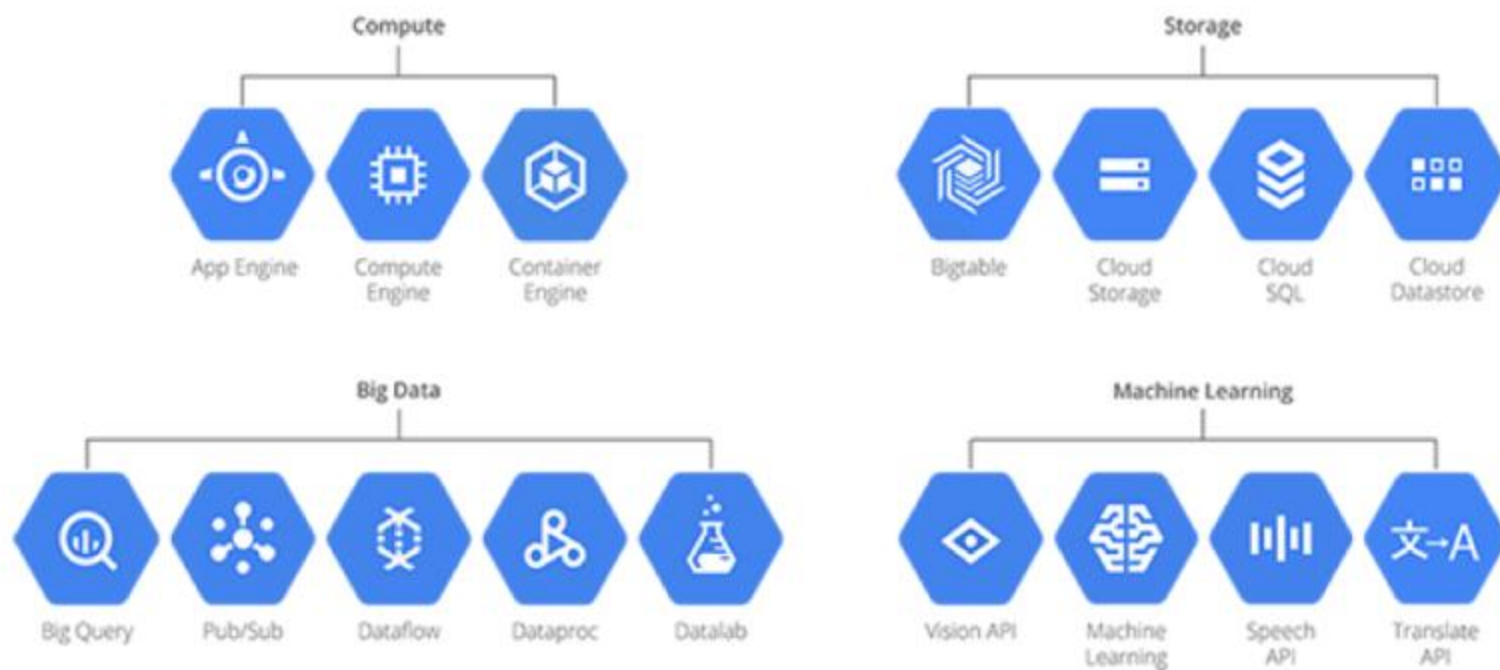 Compute
App Engine
Compute
Engine
Container
Engine
Storage
Bigtable
Cloud
Storage
Cloud
SQL
Cloud
Datastore
Big Data
Big Query
Pub/Sub
Dataflow
Dataproc
Datalab
Machine Learning
文→A
Vision API
Machine
Learning
Speech
API
Translate
API